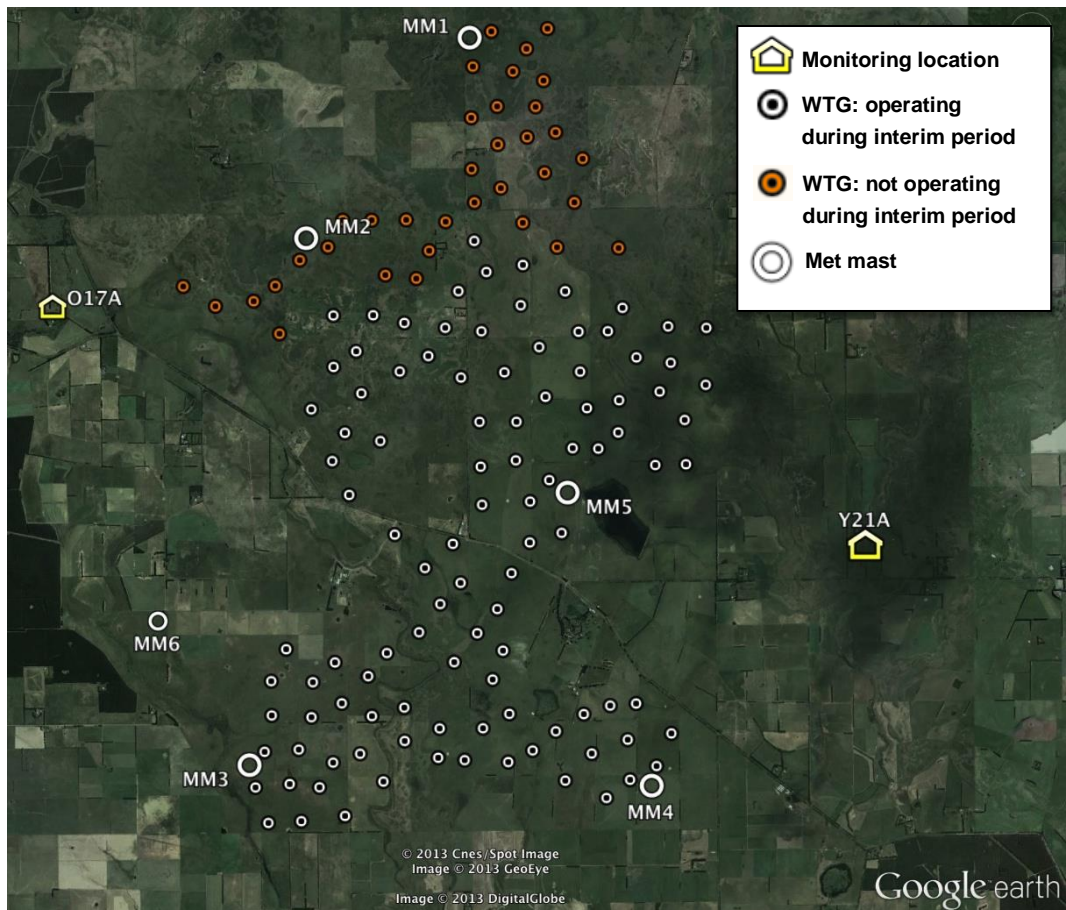 MM1
Monitoring location
WTG: operating
during interim period
WTG: not operating
during interim period
Met mast
MM2
O17A
MM5
Y21A
MM6
MM3
MM4
© 2013 Cnes/Spot Image
Image © 2013 GeoEye
Image © 2013 DigitalGlobe
Google earth